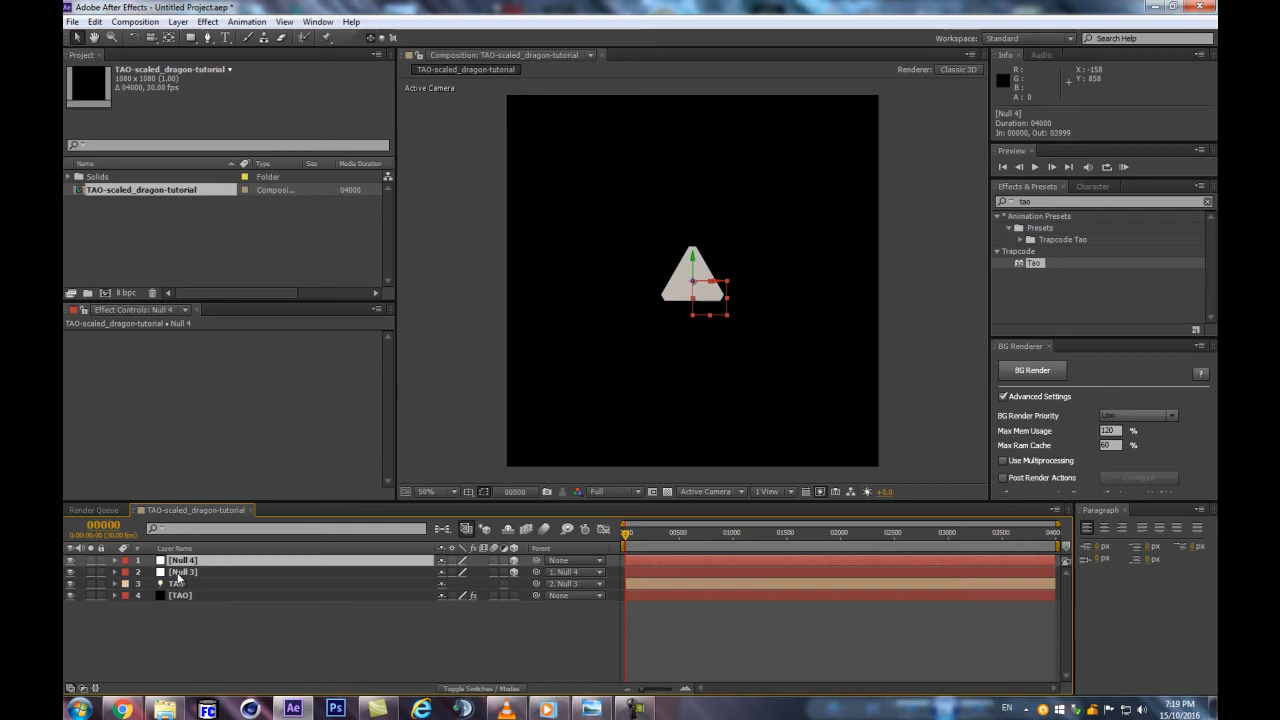 Adobe After Effects - Untitled Project.aep *
File Edit Composition Layer Effect Animation View Window Help
Workspace: Standard Search Help
Project
Composition: TAO-scaled_dragon-tutorial
Info Audio
TAO-scaled_dragon-tutorial
1080 x 1080 (1.00)
Δ 04000, 30.00 fps
TAO-scaled_dragon-tutorial
Renderer: Classic 3D
Active Camera
R :
G :
B :
A : 0
X : -158
Y : 858
[Null 4]
Duration: 04000
In: 00000, Out: 03999
Preview
Name Type Size Media Duration
Solids Folder
TAO-scaled_dragon-tutorial Composi... 04000
Effects & Presets Character
tao
* Animation Presets
Presets
Trapcode Tao
Trapcode
Tao
8 bpc
Effect Controls: Null 4
TAO-scaled_dragon-tutorial • Null 4
BG Renderer
BG Render ?
Advanced Settings
BG Render Priority Low
Max Mem Usage 120 %
Max Ram Cache 60 %
Use Multiprocessing
Post Render Actions Configure
50% 00000 Full Active Camera 1 View +0.0
Render Queue TAO-scaled_dragon-tutorial
Paragraph
00000
0:00:00:00 (30.00 fps)
00500 01000 01500 02000 02500 03000 03500 0400
# Layer Name Parent
1 [Null 4] None
2 [Null 3] 1. Null 4
3 TAO 2. Null 3
4 [TAO] None
0 px 0 px 0 px
0 px 0 px
Toggle Switches / Modes
EN 7:19 PM
15/10/2016